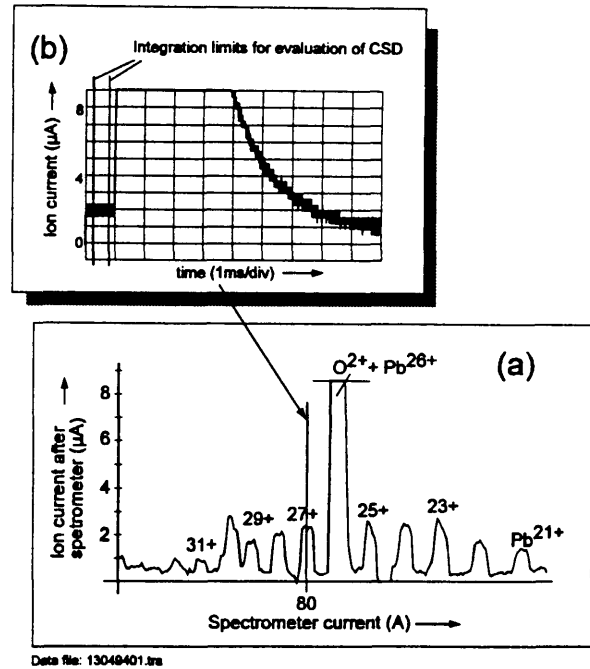 (b)
Integration limits for evaluation of CSD
Ion current (µA)
8
4
0
time (1ms/div)
(a)
O2+ + Pb26+
Ion current after
spetrometer (µA)
8
6
4
2
31+
29+
27+
25+
23+
Pb21+
80
Spectrometer current (A)
Data file: 13049401.tra